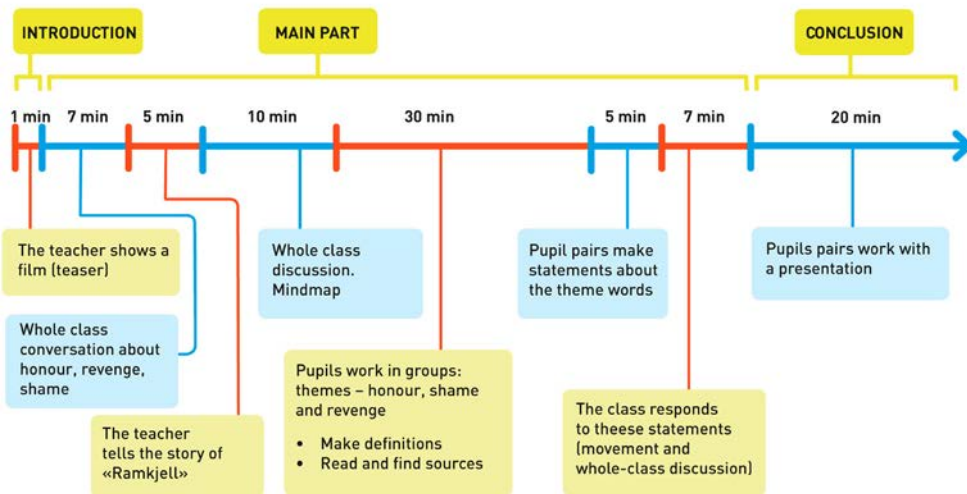 INTRODUCTION
MAIN PART
CONCLUSION
1 min
7 min
5 min
10 min
30 min
5 min
7 min
20 min
The teacher shows a
film (teaser)
Whole class
conversation about
honour, revenge,
shame
The teacher
tells the story of
«Ramkjell»
Whole class
discussion.
Mindmap
Pupils work in groups:
themes – honour, shame
and revenge
• Make definitions
• Read and find sources
Pupil pairs make
statements about
the theme words
The class responds
to theese statements
(movement and
whole-class discussion)
Pupils pairs work with
a presentation